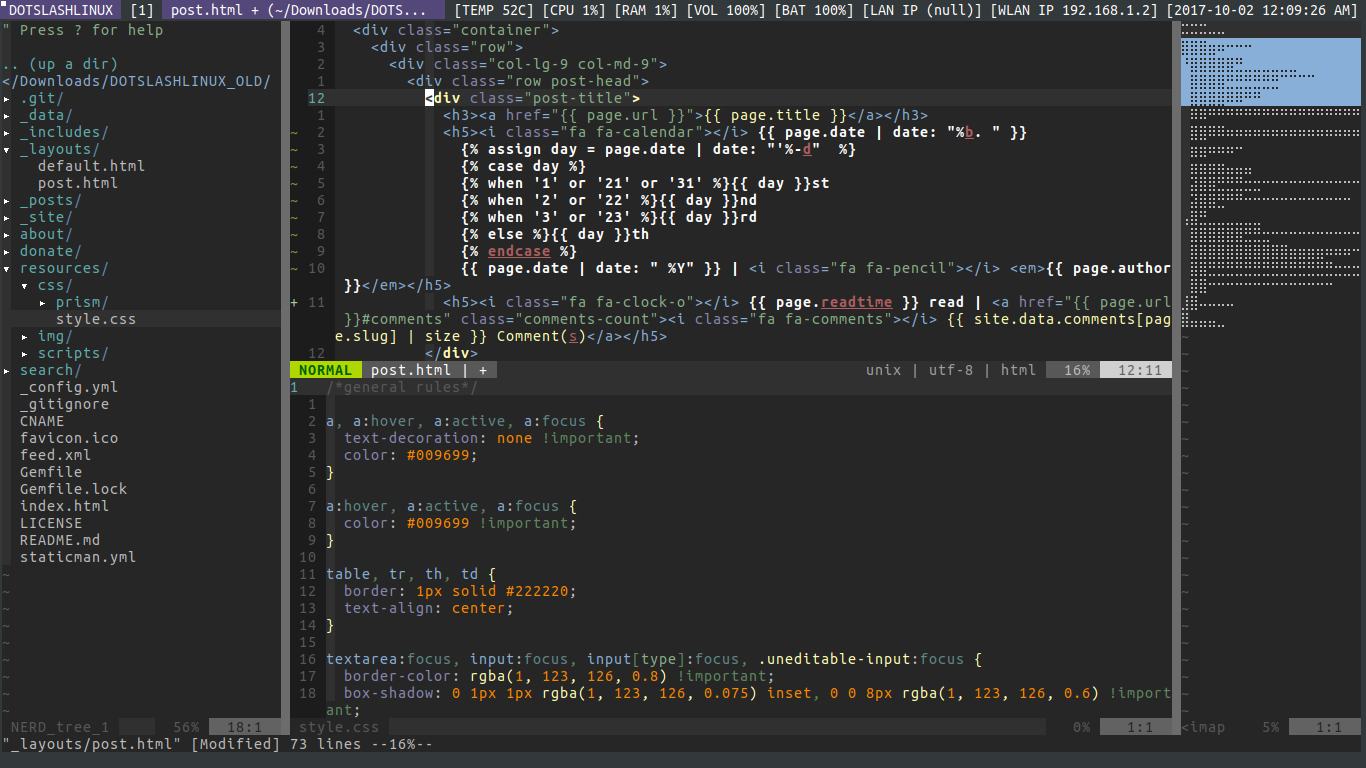 DOTSLASHLINUX [1] post.html + (~/Downloads/DOTS... [TEMP 52C] [CPU 1%] [RAM 1%] [VOL 100%] [BAT 100%] [LAN IP (null)] [WLAN IP 192.168.1.2] [2017-10-02 12:09:26 AM]
" Press ? for help
.. (up a dir)
</Downloads/DOTSLASHLINUX_OLD/
▸ .git/
▸ _data/
▸ _includes/
▾ _layouts/
default.html
post.html
▸ _posts/
▸ _site/
▸ about/
▸ donate/
▾ resources/
▾ css/
▸ prism/
style.css
▸ img/
▸ scripts/
▸ search/
_config.yml
_gitignore
CNAME
favicon.ico
feed.xml
Gemfile
Gemfile.lock
index.html
LICENSE
README.md
staticman.yml
~
~
~
~
~
~
~
~
~
NERD_tree_1 56% 18:1
4 <div class="container">
3 <div class="row">
2 <div class="col-lg-9 col-md-9">
1 <div class="row post-head">
12 <div class="post-title">
1 <h3><a href="{{ page.url }}">{{ page.title }}</a></h3>
~ 2 <h5><i class="fa fa-calendar"></i> {{ page.date | date: "%b. " }}
~ 3 {% assign day = page.date | date: "'%-d"  %}
~ 4 {% case day %}
~ 5 {% when '1' or '21' or '31' %}{{ day }}st
~ 6 {% when '2' or '22' %}{{ day }}nd
~ 7 {% when '3' or '23' %}{{ day }}rd
~ 8 {% else %}{{ day }}th
~ 9 {% endcase %}
~ 10 {{ page.date | date: " %Y" }} | <i class="fa fa-pencil"></i> <em>{{ page.author
}}</em></h5>
+ 11 <h5><i class="fa fa-clock-o"></i> {{ page.readtime }} read | <a href="{{ page.url
}}#comments" class="comments-count"><i class="fa fa-comments"></i> {{ site.data.comments[pag
e.slug] | size }} Comment(s)</a></h5>
12 </div>
NORMAL post.html | + unix | utf-8 | html 16% 12:11
1 /*general rules*/
1
2 a, a:hover, a:active, a:focus {
3 text-decoration: none !important;
4 color: #009699;
5 }
6
7 a:hover, a:active, a:focus {
8 color: #009699 !important;
9 }
10
11 table, tr, th, td {
12 border: 1px solid #222220;
13 text-align: center;
14 }
15
16 textarea:focus, input:focus, input[type]:focus, .uneditable-input:focus {
17 border-color: rgba(1, 123, 126, 0.8) !important;
18 box-shadow: 0 1px 1px rgba(1, 123, 126, 0.075) inset, 0 0 8px rgba(1, 123, 126, 0.6) !import
ant;
style.css 0% 1:1
<imap 5% 1:1
"_layouts/post.html" [Modified] 73 lines --16%--